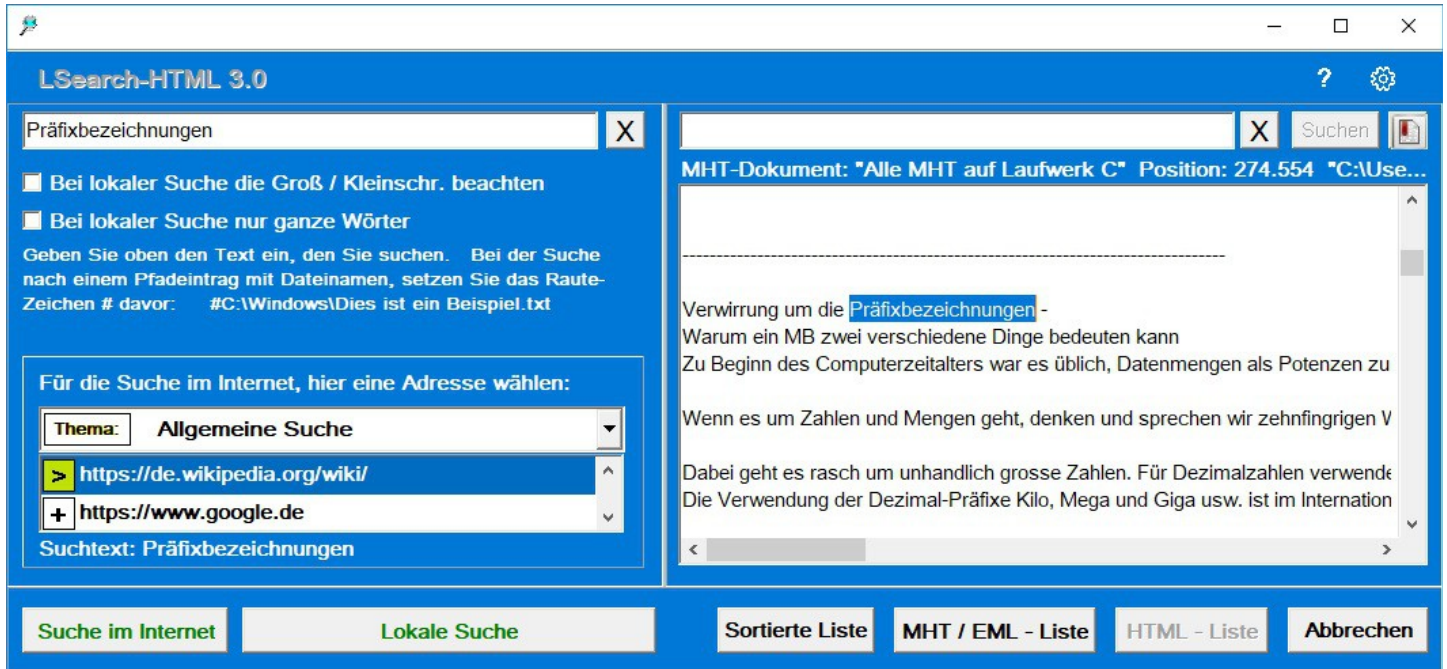 LSearch-HTML 3.0
?
Präfixbezeichnungen
X
Bei lokaler Suche die Groß / Kleinschr. beachten
Bei lokaler Suche nur ganze Wörter
Geben Sie oben den Text ein, den Sie suchen. Bei der Suche
nach einem Pfadeintrag mit Dateinamen, setzen Sie das Raute-
Zeichen # davor: #C:\Windows\Dies ist ein Beispiel.txt
Für die Suche im Internet, hier eine Adresse wählen:
Thema: Allgemeine Suche
> https://de.wikipedia.org/wiki/
+ https://www.google.de
Suchtext: Präfixbezeichnungen
X Suchen
MHT-Dokument: "Alle MHT auf Laufwerk C" Position: 274.554 "C:\Use...
--------------------------------------------------------------------------------
Verwirrung um die Präfixbezeichnungen -
Warum ein MB zwei verschiedene Dinge bedeuten kann
Zu Beginn des Computerzeitalters war es üblich, Datenmengen als Potenzen zu
Wenn es um Zahlen und Mengen geht, denken und sprechen wir zehnfingrigen
Dabei geht es rasch um unhandlich grosse Zahlen. Für Dezimalzahlen verwende
Die Verwendung der Dezimal-Präfixe Kilo, Mega und Giga usw. ist im Internation
Suche im Internet
Lokale Suche
Sortierte Liste
MHT / EML - Liste
HTML - Liste
Abbrechen